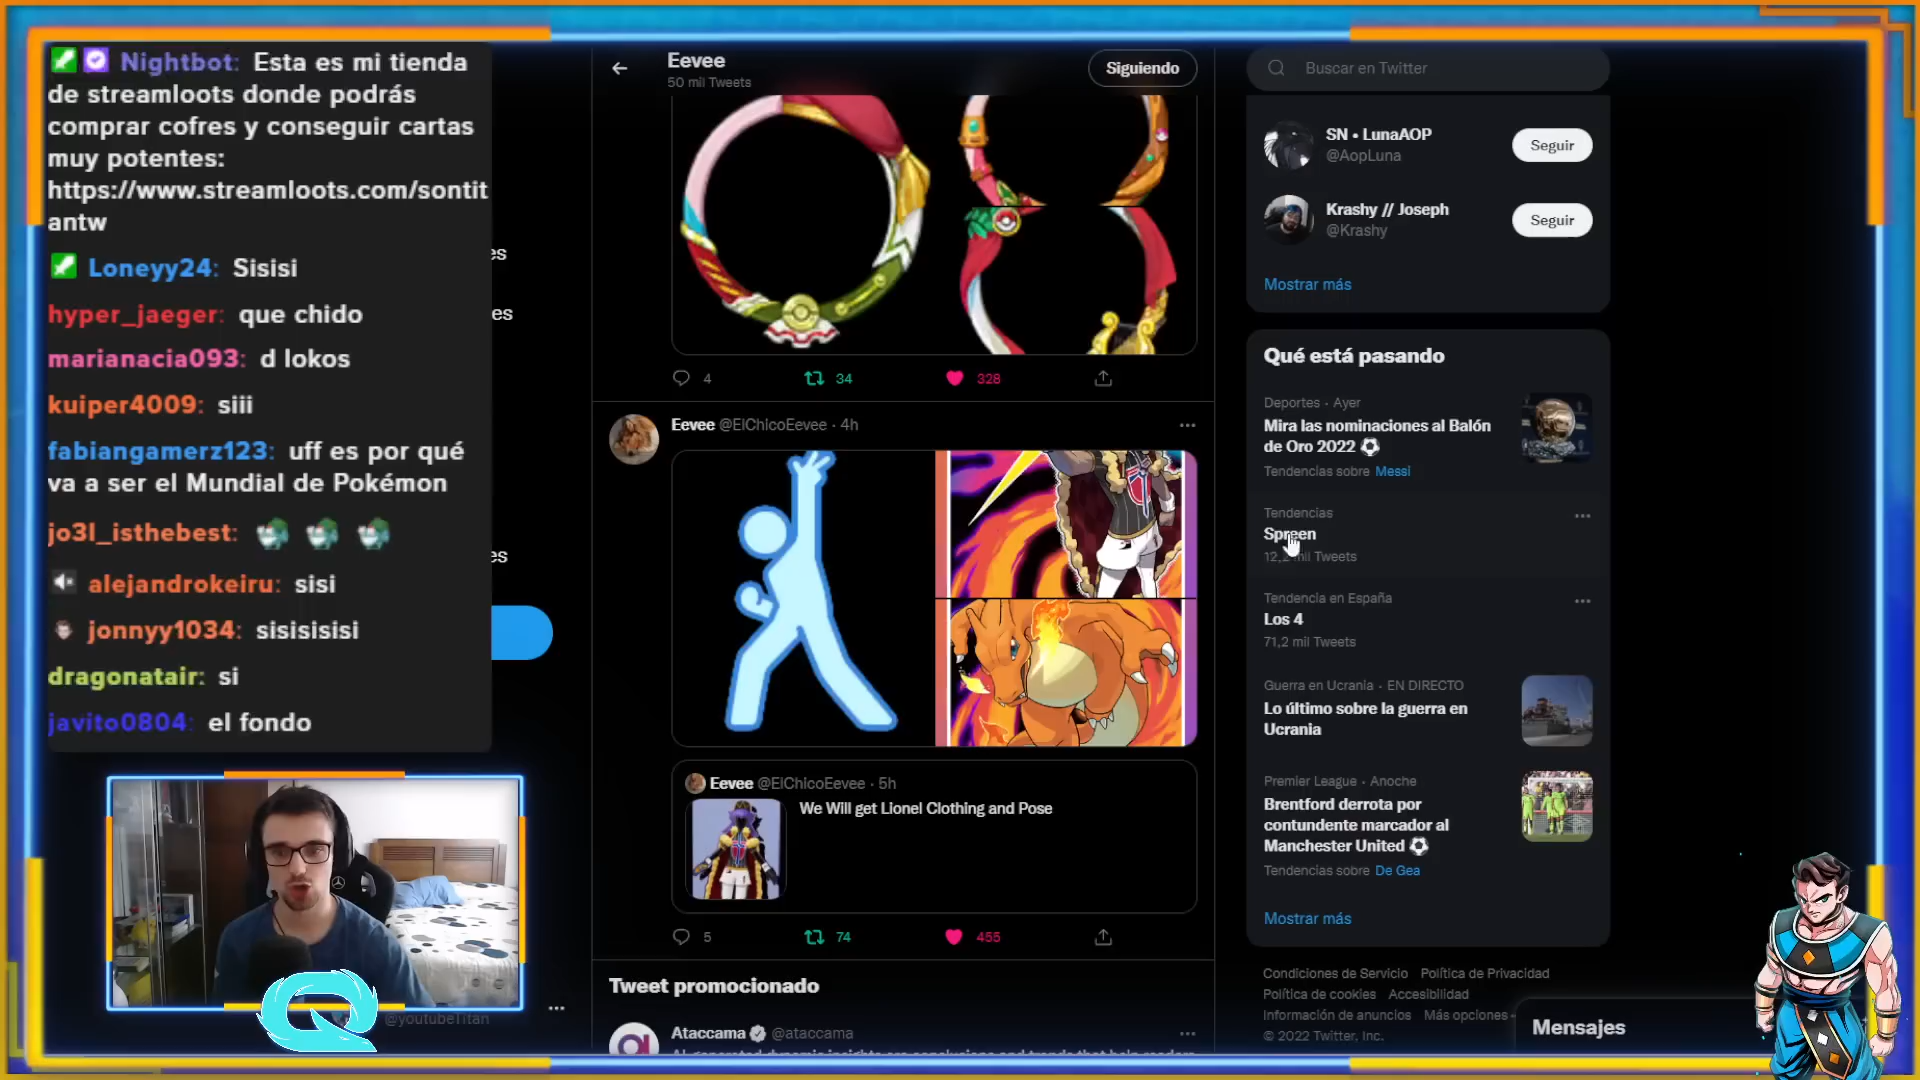 Nightbot: Esta es mi tienda
de streamloots donde podrás
comprar cofres y conseguir cartas
muy potentes:
https://www.streamloots.com/sontit
antw
Loneyy24: Sisisi
hyper_jaeger: que chido
marianacia093: d lokos
kuiper4009: siii
fabiangamerz123: uff es por qué
va a ser el Mundial de Pokémon
jo3l_isthebest:
alejandrokeiru: sisi
jonnyy1034: sisisisisi
dragonatair: si
javito0804: el fondo
es
es
es
@youtubeTitan
Eevee
50 mil Tweets
Siguiendo
4
34
328
Eevee @ElChicoEevee · 4h
Eevee @ElChicoEevee · 5h
We Will get Lionel Clothing and Pose
5
74
455
Tweet promocionado
Ataccama @ataccama
Buscar en Twitter
SN • LunaAOP
@AopLuna
Seguir
Krashy // Joseph
@Krashy
Seguir
Mostrar más
Qué está pasando
Deportes · Ayer
Mira las nominaciones al Balón
de Oro 2022
Tendencias sobre Messi
Tendencias
Spreen
12,2 mil Tweets
Tendencia en España
Los 4
71,2 mil Tweets
Guerra en Ucrania · EN DIRECTO
Lo último sobre la guerra en
Ucrania
Premier League · Anoche
Brentford derrota por
contundente marcador al
Manchester United
Tendencias sobre De Gea
Mostrar más
Condiciones de Servicio Política de Privacidad
Política de cookies Accesibilidad
Información de anuncios Más opciones
© 2022 Twitter, Inc.
Mensajes